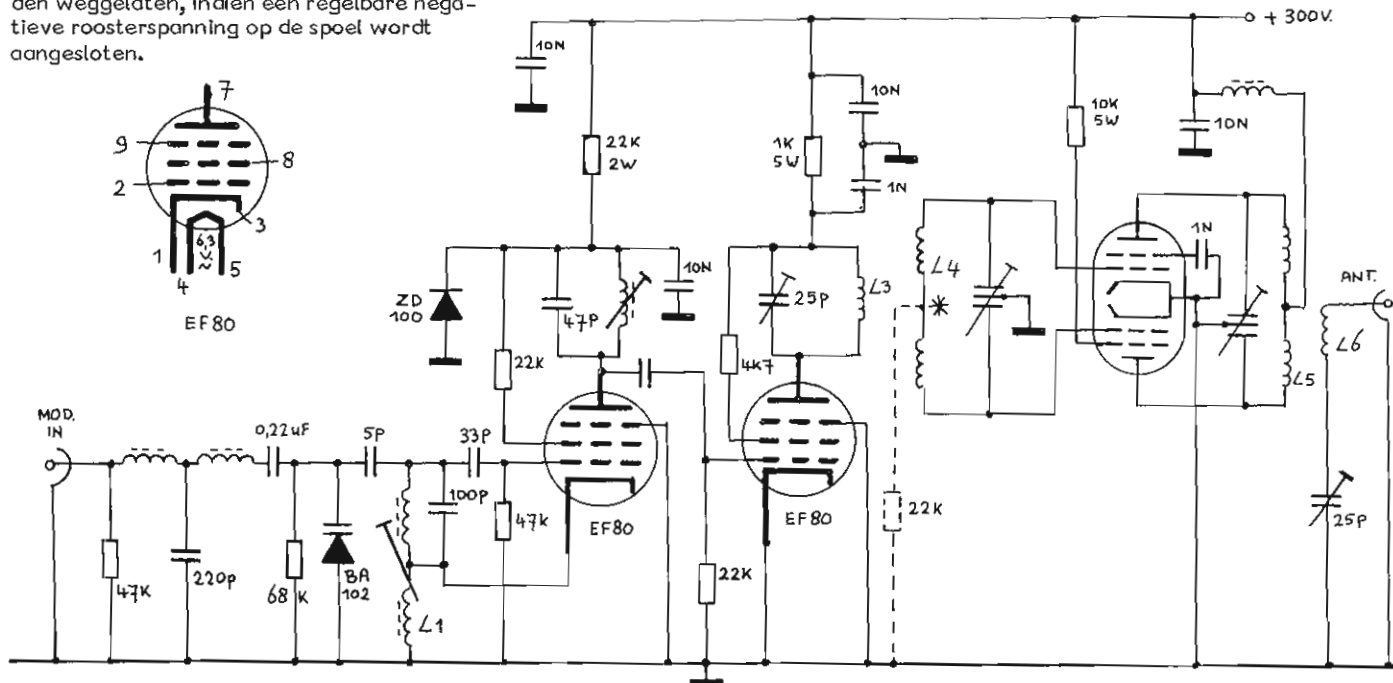 den weggelaten, indien een regelbare nega-
tieve roosterspanning op de spoel wordt
aangesloten.
7
9
8
2
3
1
6,3
V
≈
4
5
EF80
10N
+ 300V.
22K
2W
1K
5W
10N
1N
10K
5W
10N
ZD
100
47P
10N
22K
25P
L3
4K7
L4
*
1N
L5
ANT.
L6
MOD.
IN
0,22uF
5P
33P
100P
47K
EF80
EF80
22K
25P
47K
220p
68K
BA
102
L1
22K